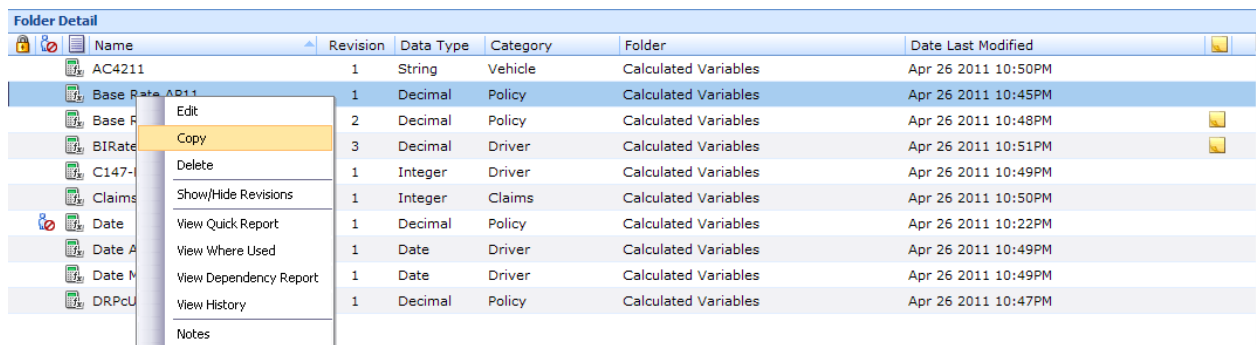 Folder Detail
Name Revision Data Type Category Folder Date Last Modified
AC4211 1 String Vehicle Calculated Variables Apr 26 2011 10:50PM
Base Rate AP11 1 Decimal Policy Calculated Variables Apr 26 2011 10:45PM
Edit
Base R 2 Decimal Policy Calculated Variables Apr 26 2011 10:48PM
Copy
BIRate 3 Decimal Driver Calculated Variables Apr 26 2011 10:51PM
Delete
C147- 1 Integer Driver Calculated Variables Apr 26 2011 10:49PM
Show/Hide Revisions
Claims 1 Integer Claims Calculated Variables Apr 26 2011 10:50PM
View Quick Report
Date 1 Decimal Policy Calculated Variables Apr 26 2011 10:22PM
View Where Used
Date A 1 Date Driver Calculated Variables Apr 26 2011 10:49PM
View Dependency Report
Date M 1 Date Driver Calculated Variables Apr 26 2011 10:49PM
View History
DRPcU 1 Decimal Policy Calculated Variables Apr 26 2011 10:47PM
Notes